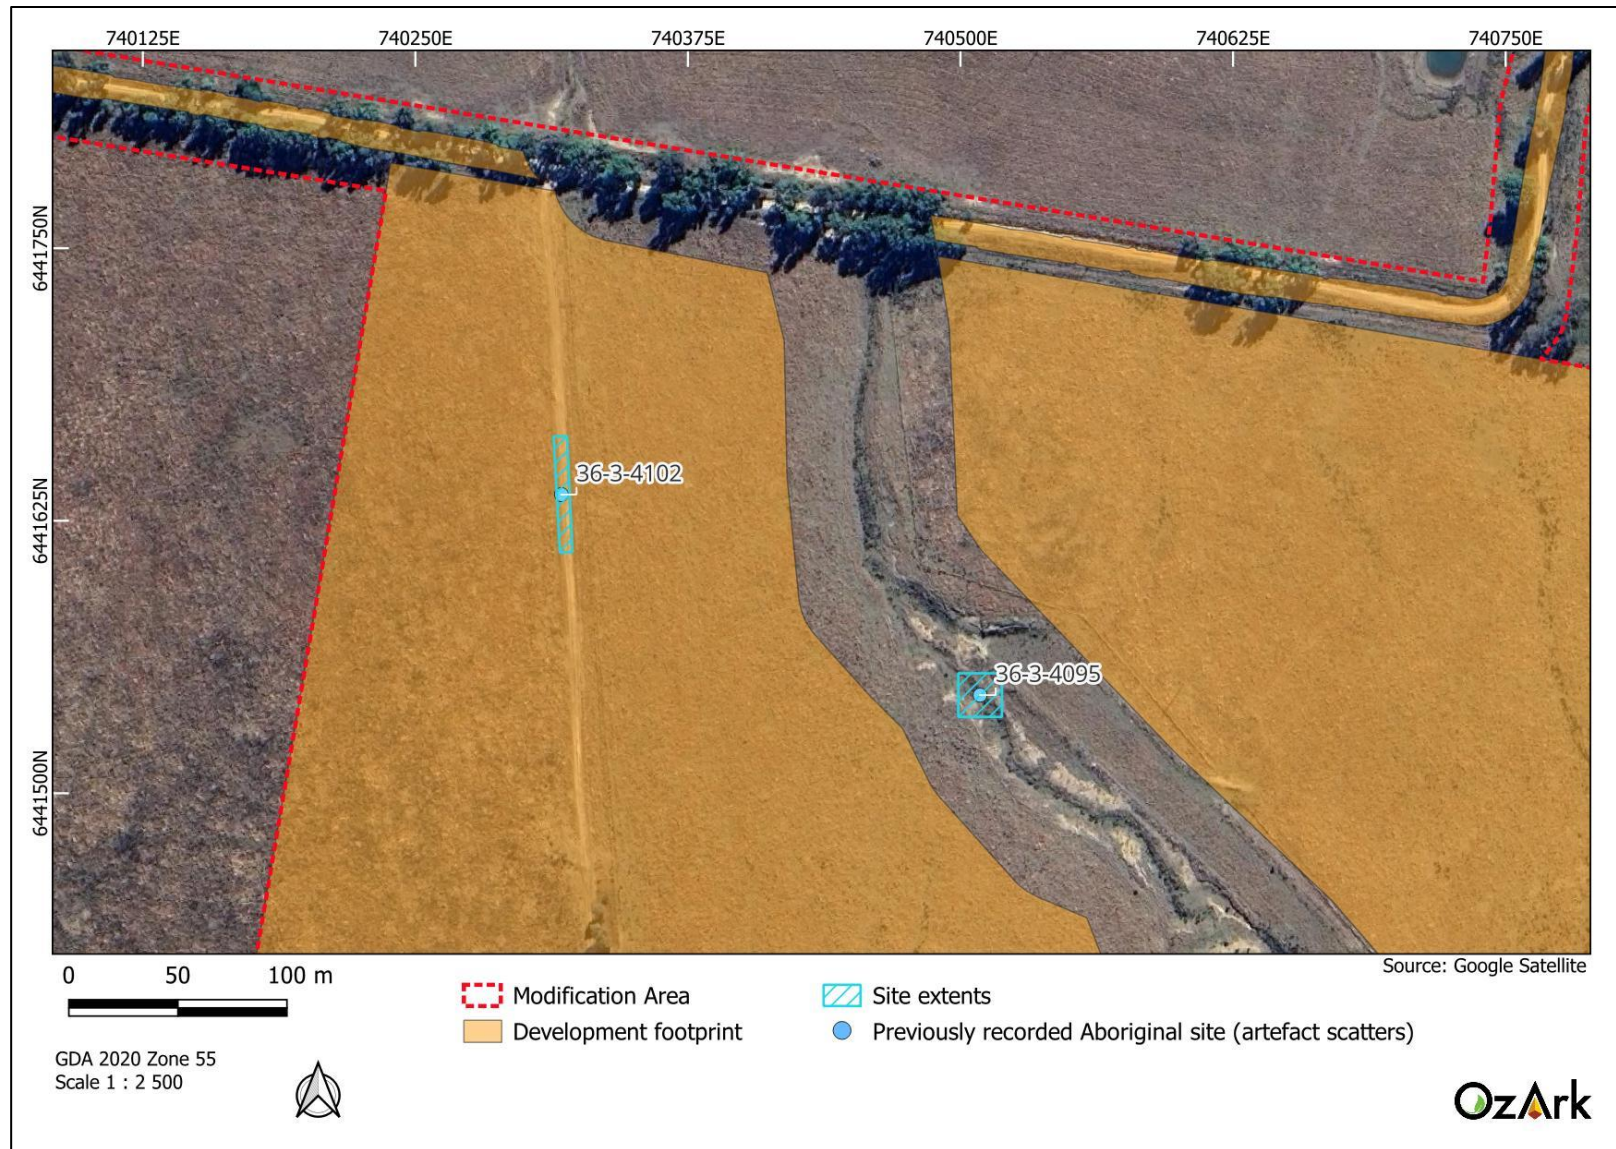 740125E 740250E 740375E 740500E 740625E 740750E
6441750N
6441625N
6441500N
36-3-4102
36-3-4095
Source: Google Satellite
0 50 100 m
Modification Area
Site extents
Development footprint
Previously recorded Aboriginal site (artefact scatters)
GDA 2020 Zone 55
Scale 1 : 2 500
OzArk